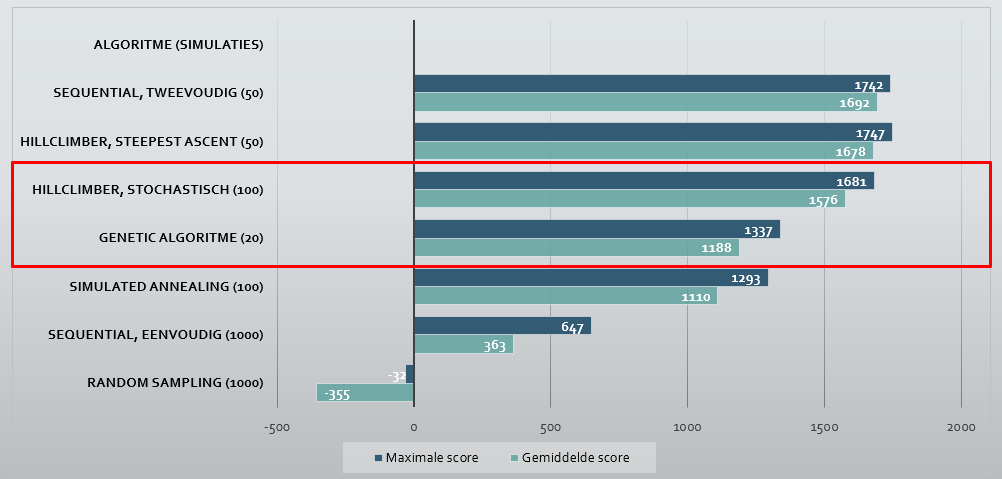 ALGORITME (SIMULATIES)
SEQUENTIAL, TWEEVOUDIG (50)
1742
1692
HILLCLIMBER, STEEPEST ASCENT (50)
1747
1678
HILLCLIMBER, STOCHASTISCH (100)
1681
1576
GENETIC ALGORITME (20)
1337
1188
SIMULATED ANNEALING (100)
1293
1110
SEQUENTIAL, EENVOUDIG (1000)
647
363
RANDOM SAMPLING (1000)
-32
-355
-500 0 500 1000 1500 2000
Maximale score Gemiddelde score